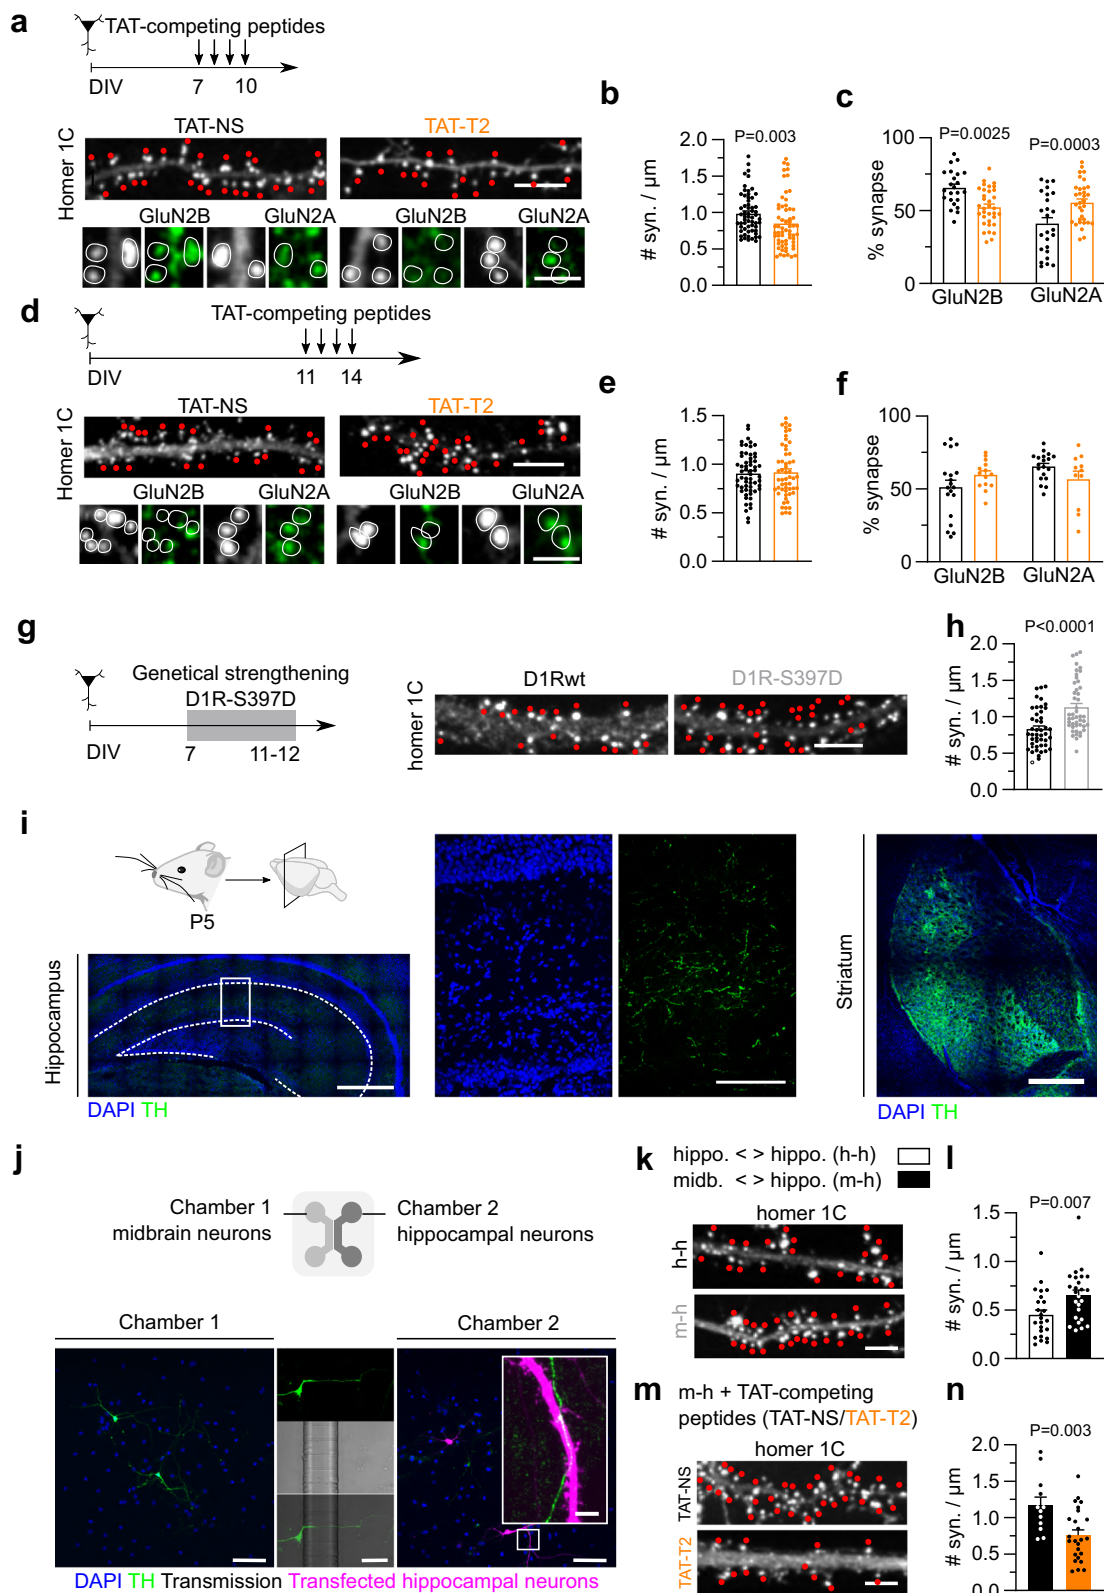 a
TAT-competing peptides
DIV
7
10
TAT-NS
TAT-T2
Homer 1C
GluN2B
GluN2A
GluN2B
GluN2A
b
P=0.003
# syn. / µm
2.0
1.5
1.0
0.5
0.0
c
P=0.0025
P=0.0003
% synapse
100
50
0
GluN2B
GluN2A
d
TAT-competing peptides
DIV
11
14
TAT-NS
TAT-T2
Homer 1C
GluN2B
GluN2A
GluN2B
GluN2A
e
# syn. / µm
2.0
1.5
1.0
0.5
0.0
f
% synapse
100
50
0
GluN2B
GluN2A
g
Genetical strengthening
D1R-S397D
DIV
7
11-12
D1Rwt
D1R-S397D
homer 1C
h
P<0.0001
# syn. / µm
2.0
1.5
1.0
0.5
0.0
i
P5
Hippocampus
DAPI TH
Striatum
DAPI TH
j
Chamber 1
midbrain neurons
Chamber 2
hippocampal neurons
Chamber 1
Chamber 2
DAPI TH Transmission Transfected hippocampal neurons
k
hippo. < > hippo. (h-h)
midb. < > hippo. (m-h)
homer 1C
h-h
m-h
l
P=0.007
# syn. / µm
1.5
1.0
0.5
0.0
m
m-h + TAT-competing
peptides (TAT-NS/TAT-T2)
homer 1C
TAT-NS
TAT-T2
n
P=0.003
# syn. / µm
2.0
1.5
1.0
0.5
0.0